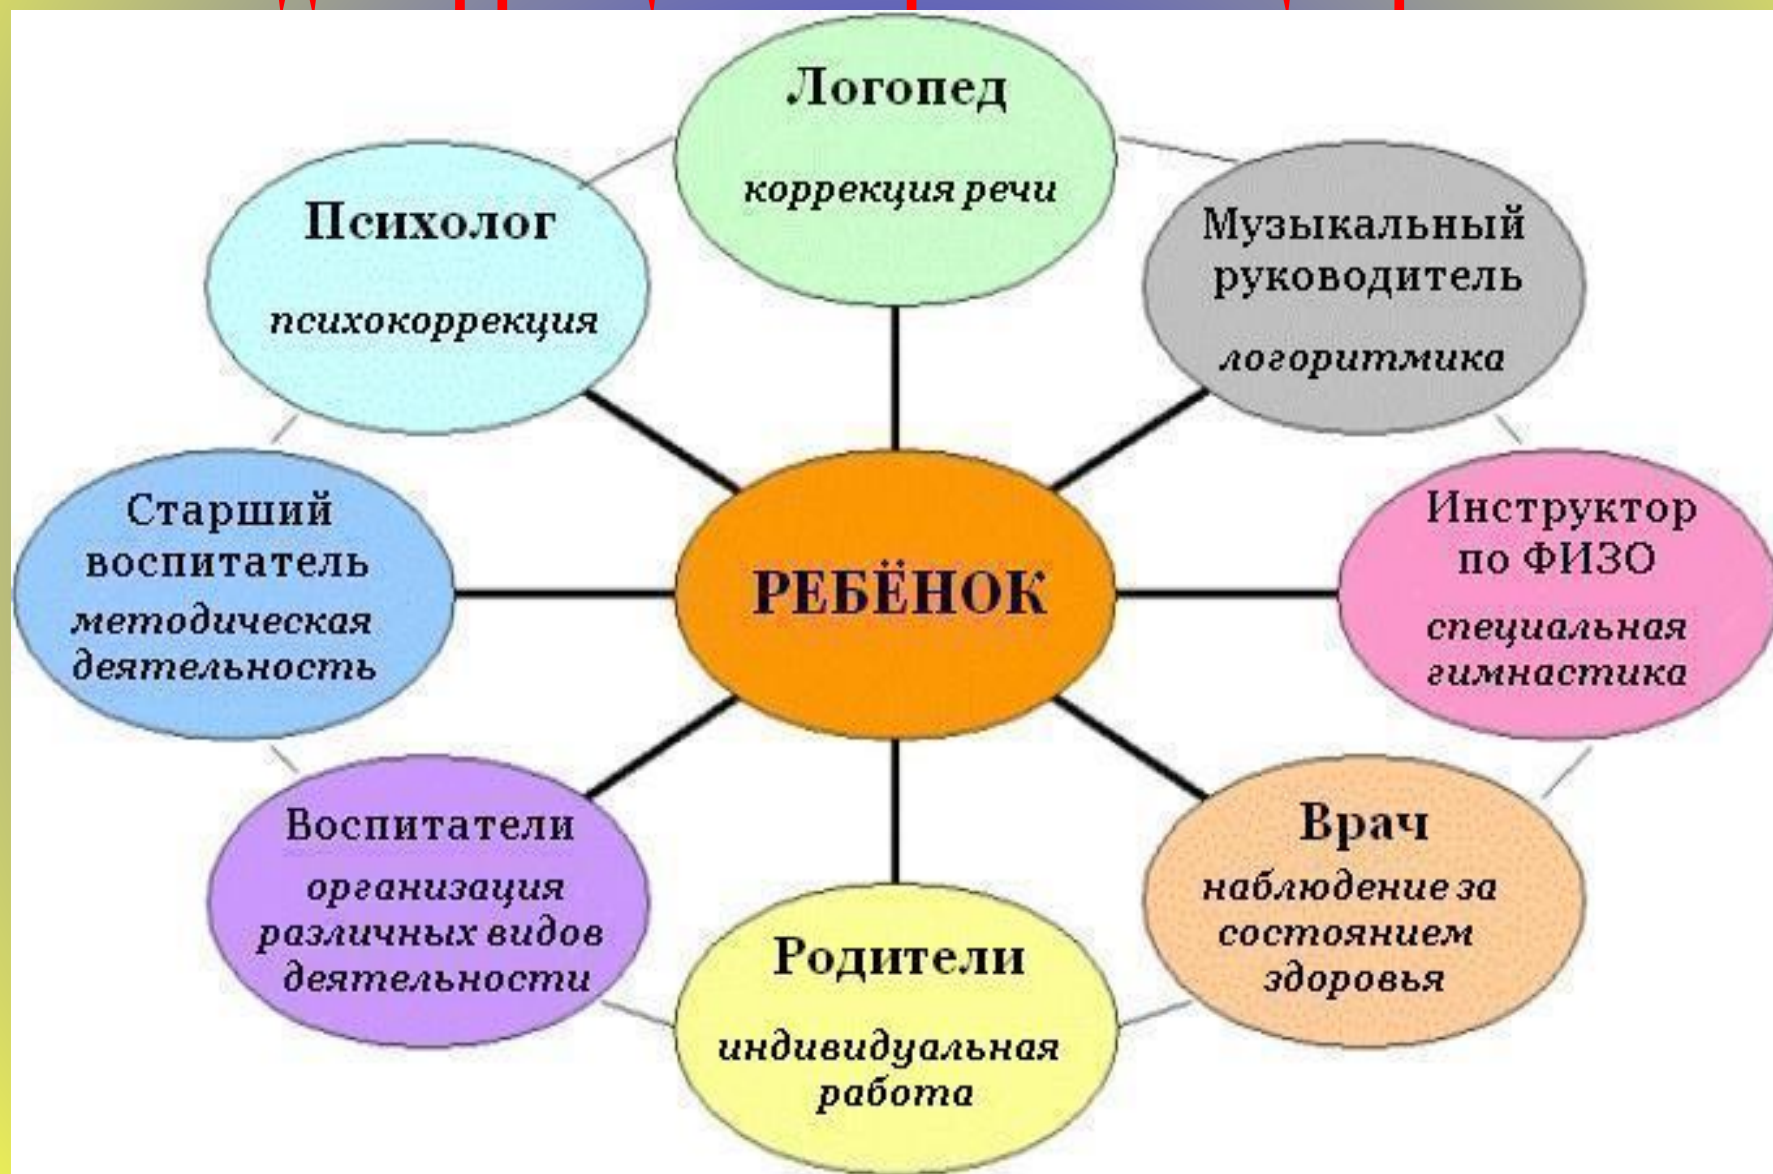 Логопед
коррекция речи
Психолог
психокоррекция
Музыкальный
руководитель
логоритмика
Старший
воспитатель
методическая
деятельность
РЕБЁНОК
Инструктор
по ФИЗО
специальная
гимнастика
Воспитатели
организация
различных видов
деятельности
Родители
индивидуальная
работа
Врач
наблюдение за
состоянием
здоровья